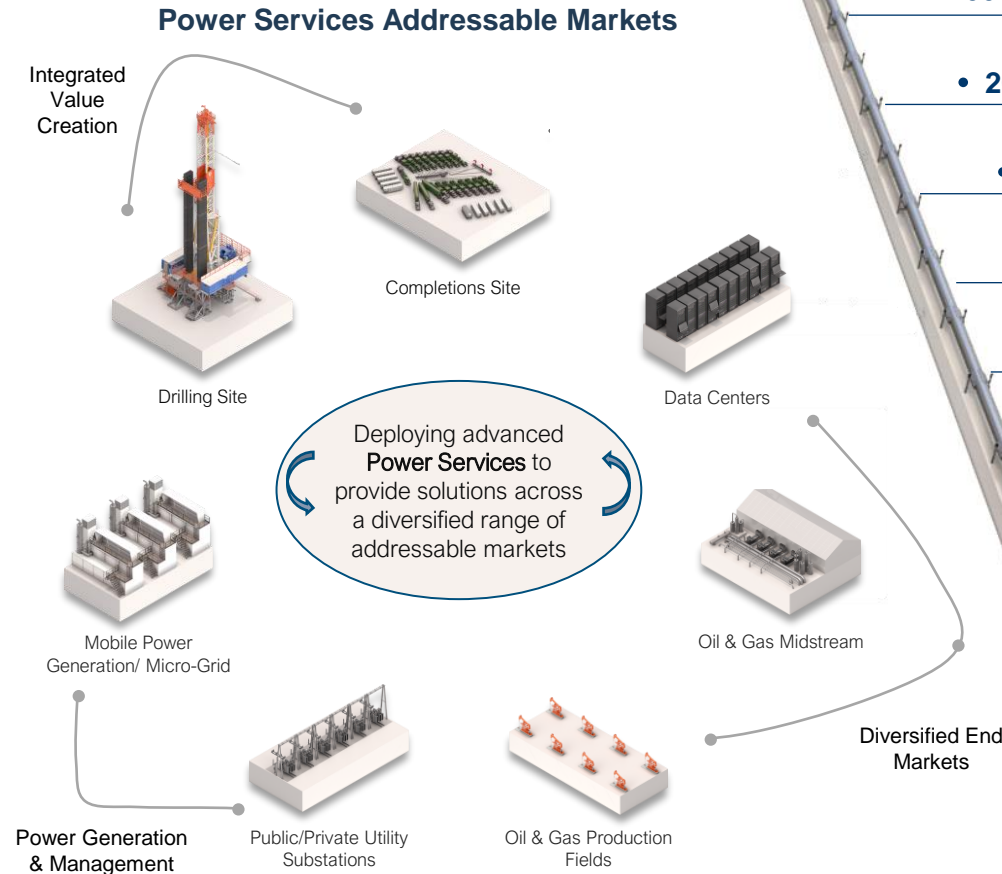 Power Services Addressable Markets
Integrated
Value
Creation
• 2
•
Completions Site
Drilling Site
Data Centers
Deploying advanced
Power Services to
provide solutions across
a diversified range of
addressable markets
Mobile Power
Generation/ Micro-Grid
Oil & Gas Midstream
Diversified End
Markets
Power Generation
& Management
Public/Private Utility
Substations
Oil & Gas Production
Fields